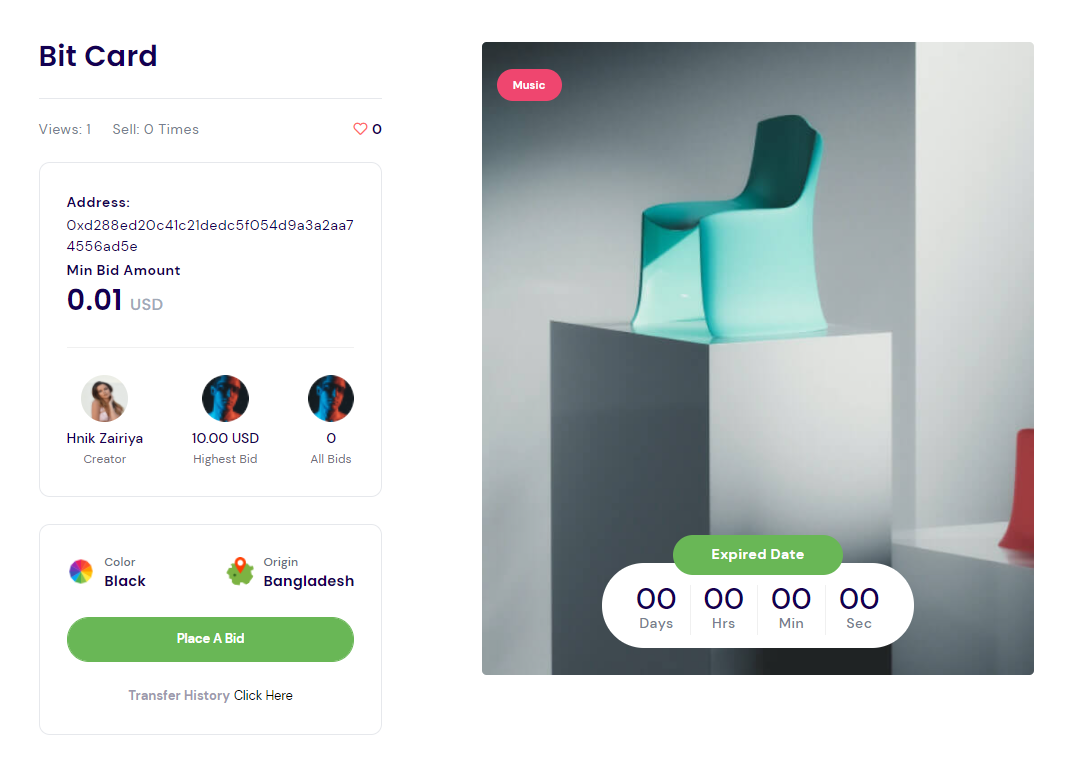 Bit Card
Views: 1 Sell: 0 Times 0
Address:
0xd288ed20c41c21dedc5f054d9a3a2aa7
4556ad5e
Min Bid Amount
0.01 USD
Hnik Zairiya
Creator
10.00 USD
Highest Bid
0
All Bids
Color
Black
Origin
Bangladesh
Place A Bid
Transfer History Click Here
Music
Expired Date
00 00 00 00
Days Hrs Min Sec